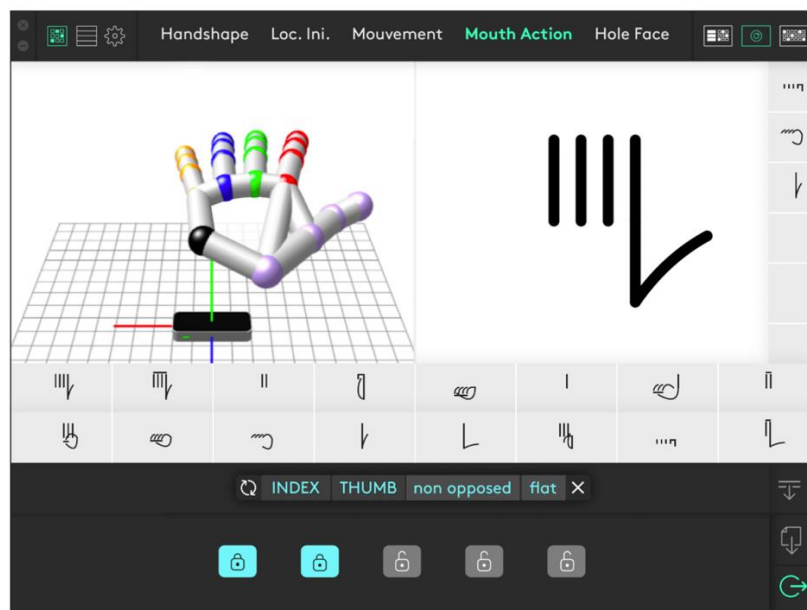 Handshape Loc. Ini. Mouvement Mouth Action Hole Face
INDEX THUMB non opposed flat